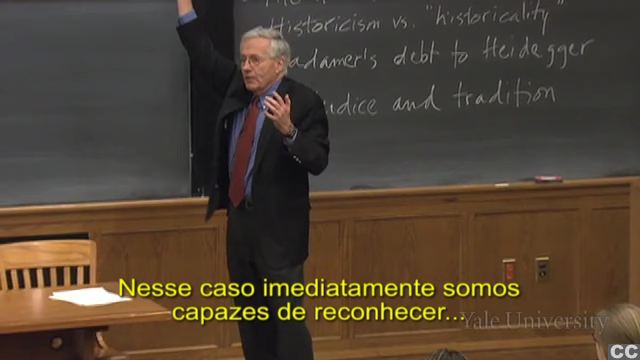 Historicism vs. "historicality"
adamer's debt to Heidegger
udice and tradition
Nesse caso imediatamente somos
capazes de reconhecer...
Yale University
CC